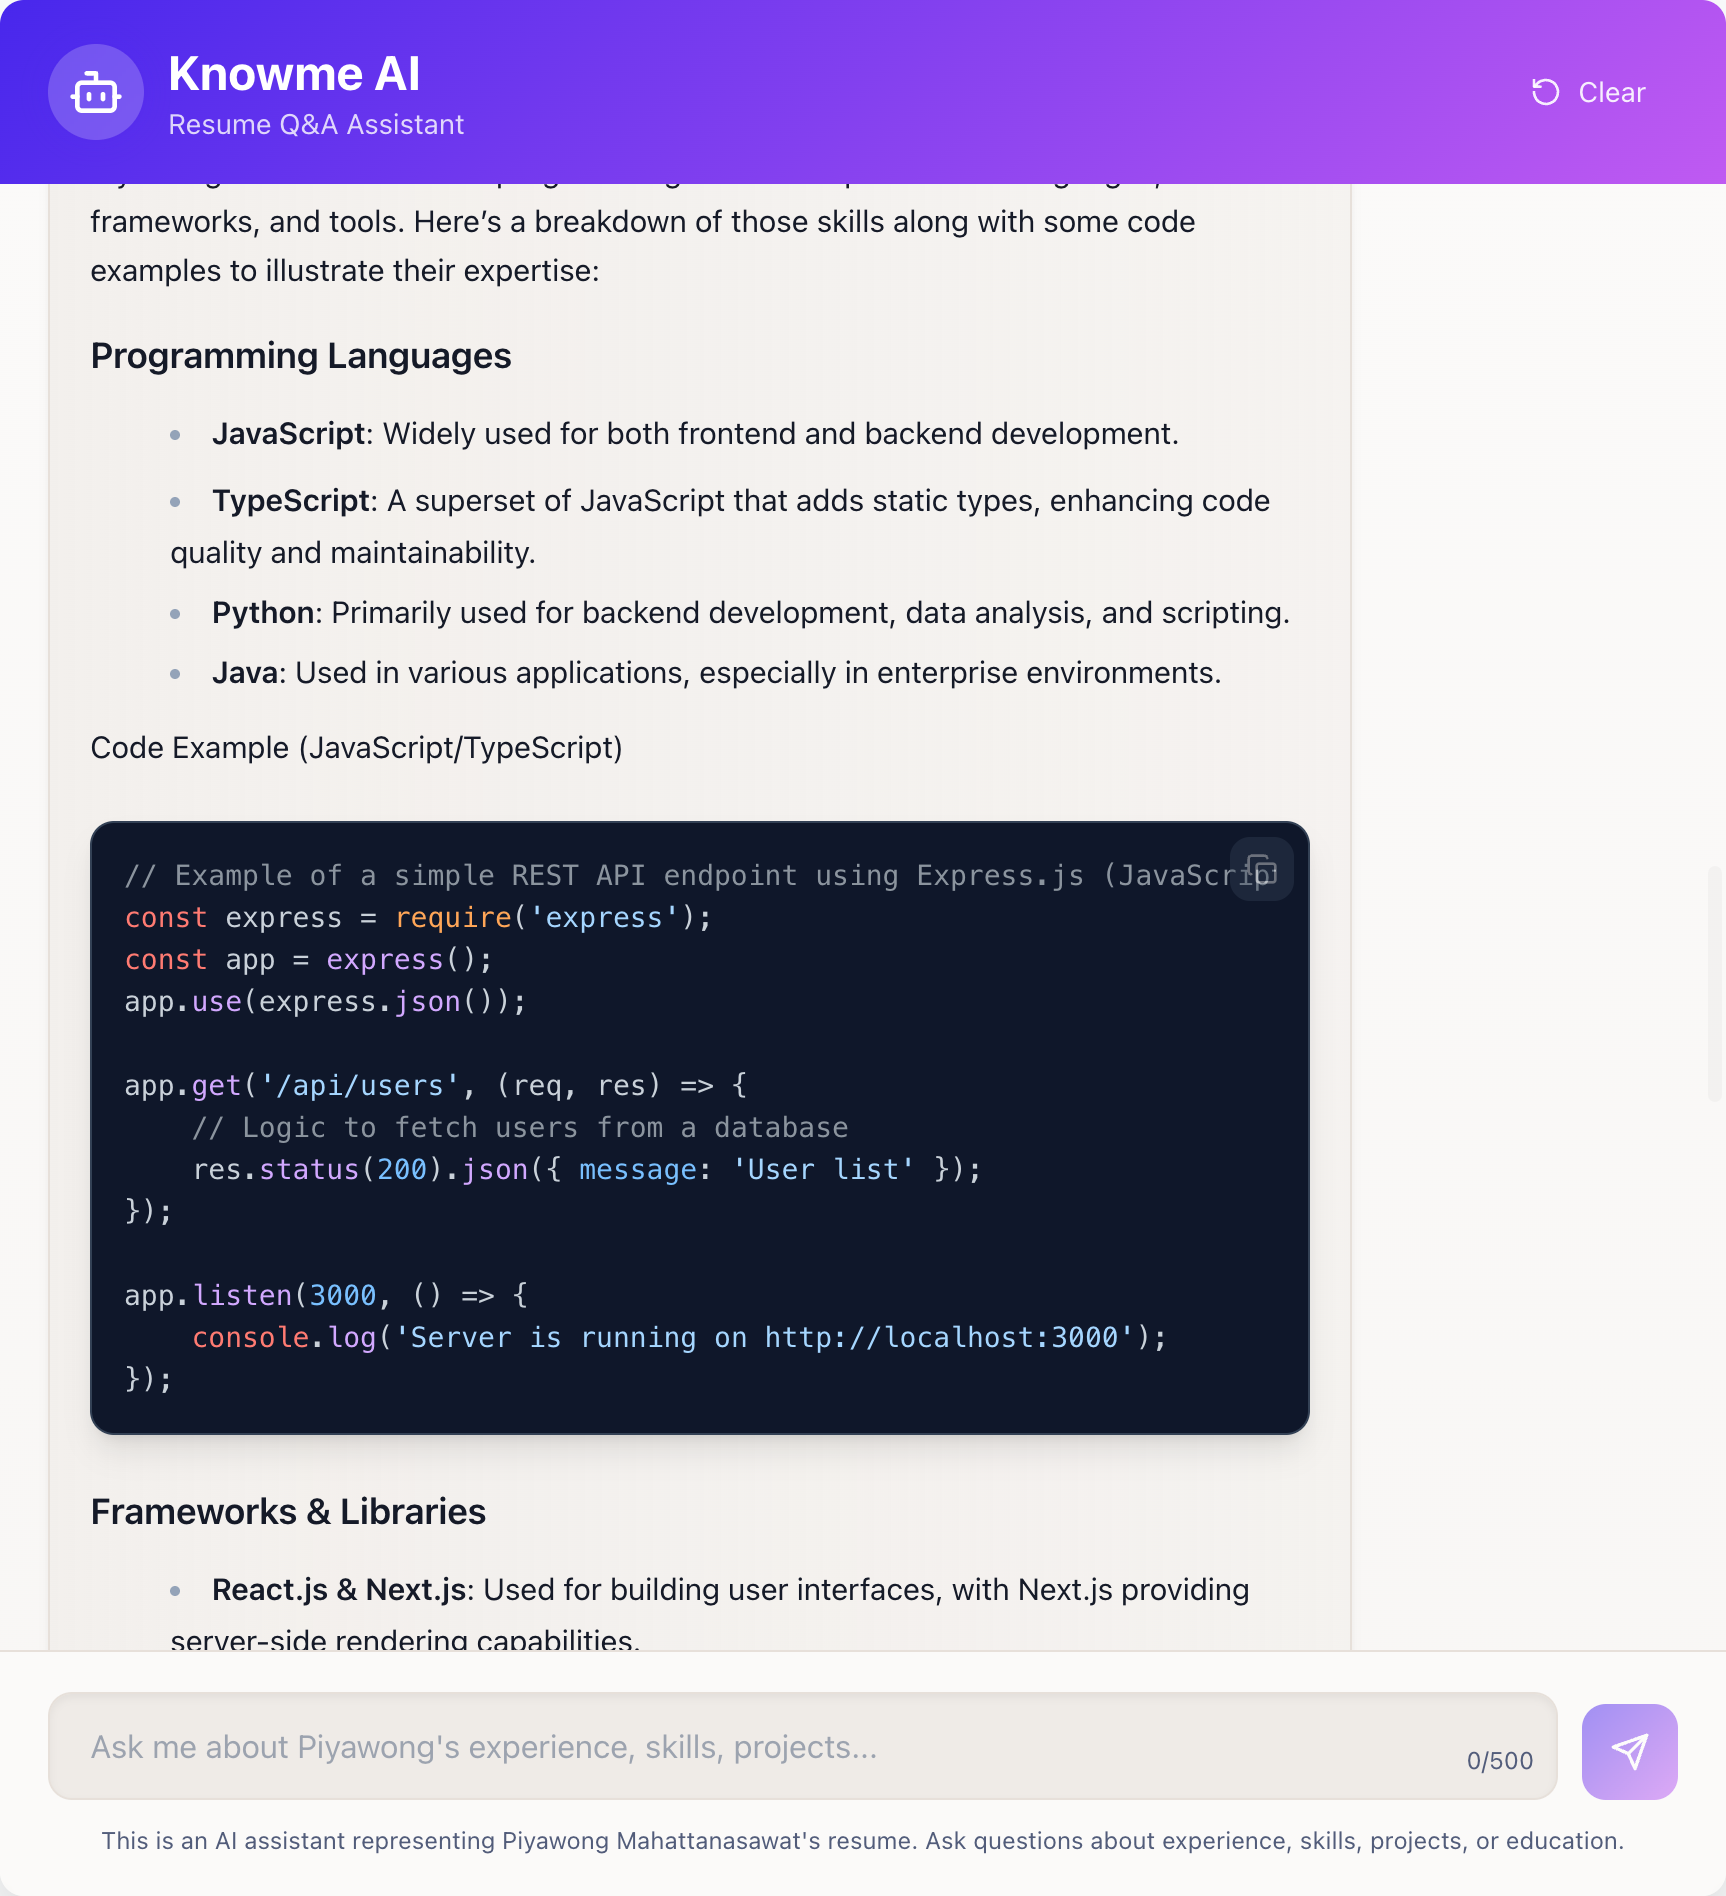 Knowme AI
Resume Q&A Assistant
Clear
frameworks, and tools. Here’s a breakdown of those skills along with some code
examples to illustrate their expertise:
Programming Languages
• JavaScript: Widely used for both frontend and backend development.
• TypeScript: A superset of JavaScript that adds static types, enhancing code
quality and maintainability.
• Python: Primarily used for backend development, data analysis, and scripting.
• Java: Used in various applications, especially in enterprise environments.
Code Example (JavaScript/TypeScript)
// Example of a simple REST API endpoint using Express.js (JavaScript
const express = require('express');
const app = express();
app.use(express.json());
app.get('/api/users', (req, res) => {
    // Logic to fetch users from a database
    res.status(200).json({ message: 'User list' });
});
app.listen(3000, () => {
    console.log('Server is running on http://localhost:3000');
});
Frameworks & Libraries
• React.js & Next.js: Used for building user interfaces, with Next.js providing
server-side rendering capabilities.
Ask me about Piyawong's experience, skills, projects...
0/500
This is an AI assistant representing Piyawong Mahattanasawat's resume. Ask questions about experience, skills, projects, or education.